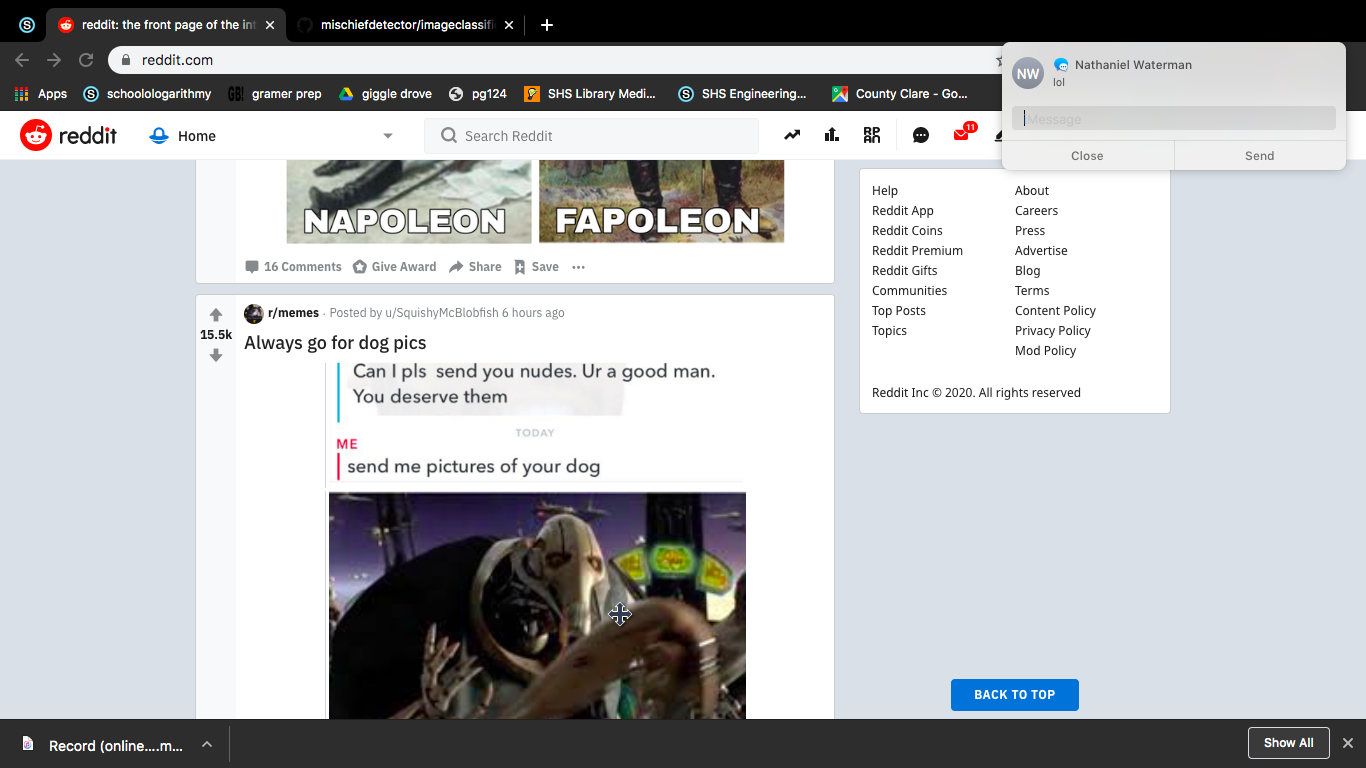 reddit: the front page of the int
mischiefdetector/imageclassifi
reddit.com
Apps
schoologarithmy
gramer prep
giggle drove
pg124
SHS Library Medi...
SHS Engineering...
County Clare - Go...
NW
Nathaniel Waterman
lol
iMessage
Close
Send
reddit
Home
Search Reddit
11
NAPOLEON
FAPOLEON
16 Comments
Give Award
Share
Save
15.5k
r/memes · Posted by u/SquishyMcBlobfish 6 hours ago
Always go for dog pics
Can I pls send you nudes. Ur a good man.
You deserve them
TODAY
ME
send me pictures of your dog
Help
Reddit App
Reddit Coins
Reddit Premium
Reddit Gifts
Communities
Top Posts
Topics
About
Careers
Press
Advertise
Blog
Terms
Content Policy
Privacy Policy
Mod Policy
Reddit Inc © 2020. All rights reserved
BACK TO TOP
Record (online....m...
Show All